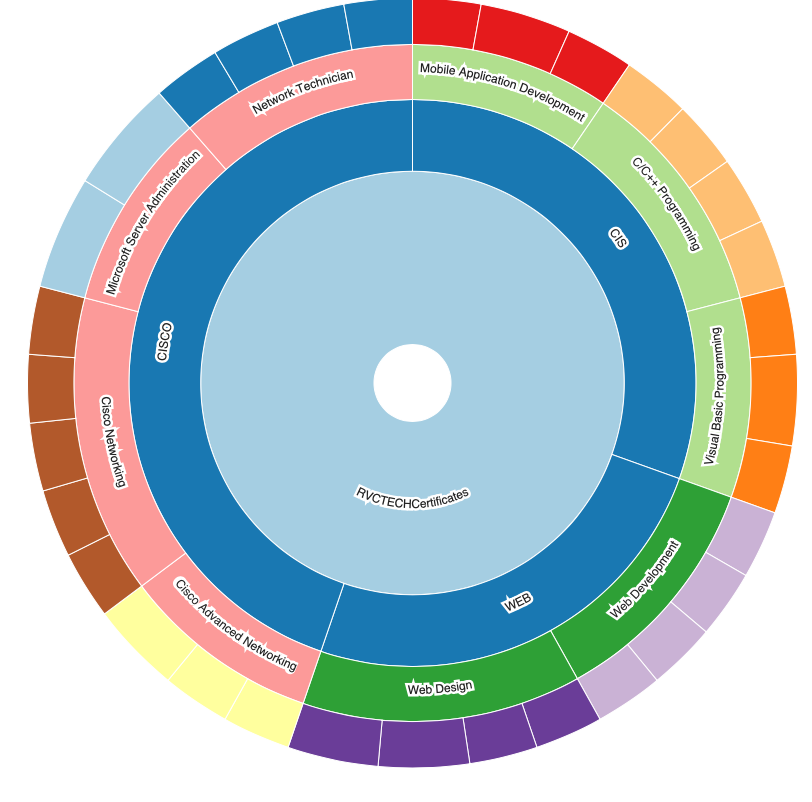 Network Technician
Mobile Application Development
Microsoft Server Administration
C/C++ Programming
CIS
CISCO
Visual Basic Programming
Cisco Networking
RVCTECHCertificates
Web Development
WEB
Cisco Advanced Networking
Web Design